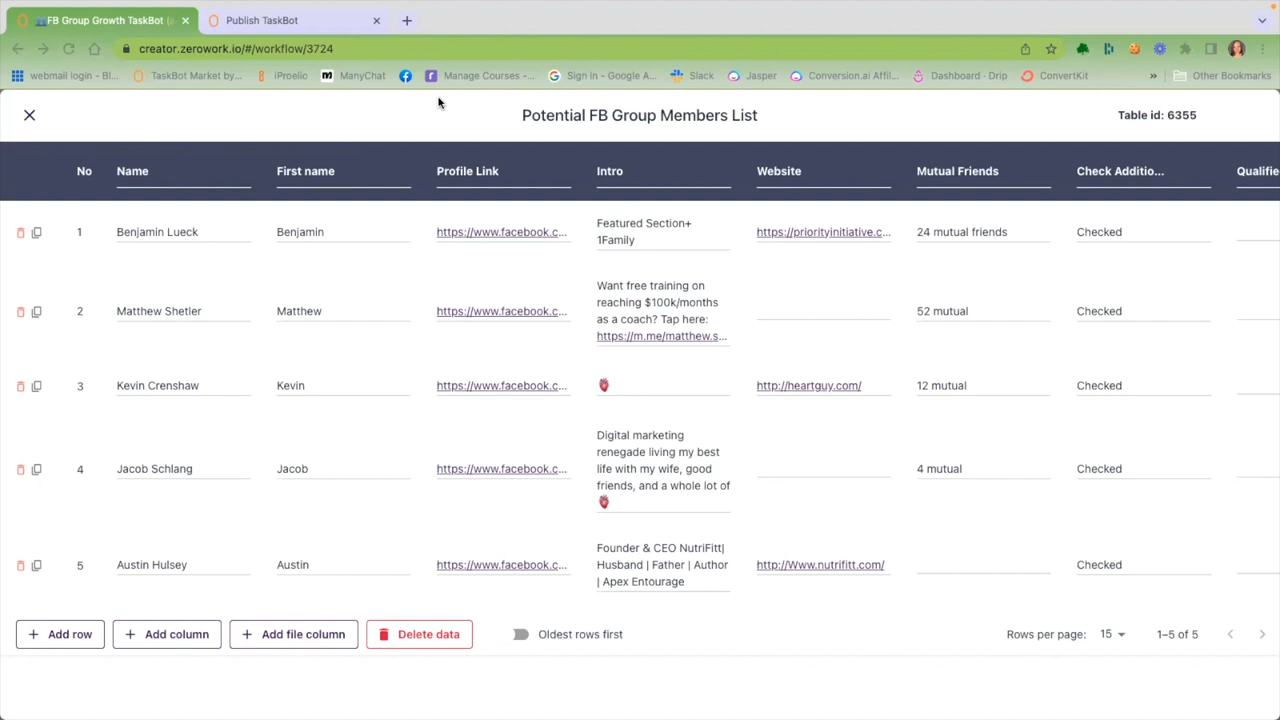 FB Group Growth TaskBot (
Publish TaskBot
creator.zerowork.io/#/workflow/3724
webmail login - Bl... TaskBot Market by... iProelio ManyChat Manage Courses -... Sign in - Google A... Slack Jasper Conversion.ai Affil... Dashboard · Drip ConvertKit » Other Bookmarks
Potential FB Group Members List
Table id: 6355
No Name First name Profile Link Intro Website Mutual Friends Check Additio... Qualifie
1 Benjamin Lueck Benjamin https://www.facebook.c... Featured Section+ https://priorityinitiative.c... 24 mutual friends Checked
1Family
Want free training on
reaching $100k/months
2 Matthew Shetler Matthew https://www.facebook.c... as a coach? Tap here: 52 mutual Checked
https://m.me/matthew.s...
3 Kevin Crenshaw Kevin https://www.facebook.c... 🫀 http://heartguy.com/ 12 mutual Checked
Digital marketing
renegade living my best
4 Jacob Schlang Jacob https://www.facebook.c... life with my wife, good 4 mutual Checked
friends, and a whole lot of
🫀
Founder & CEO NutriFitt|
5 Austin Hulsey Austin https://www.facebook.c... Husband | Father | Author http://Www.nutrifitt.com/ Checked
| Apex Entourage
+ Add row + Add column + Add file column Delete data Oldest rows first Rows per page: 15 1–5 of 5